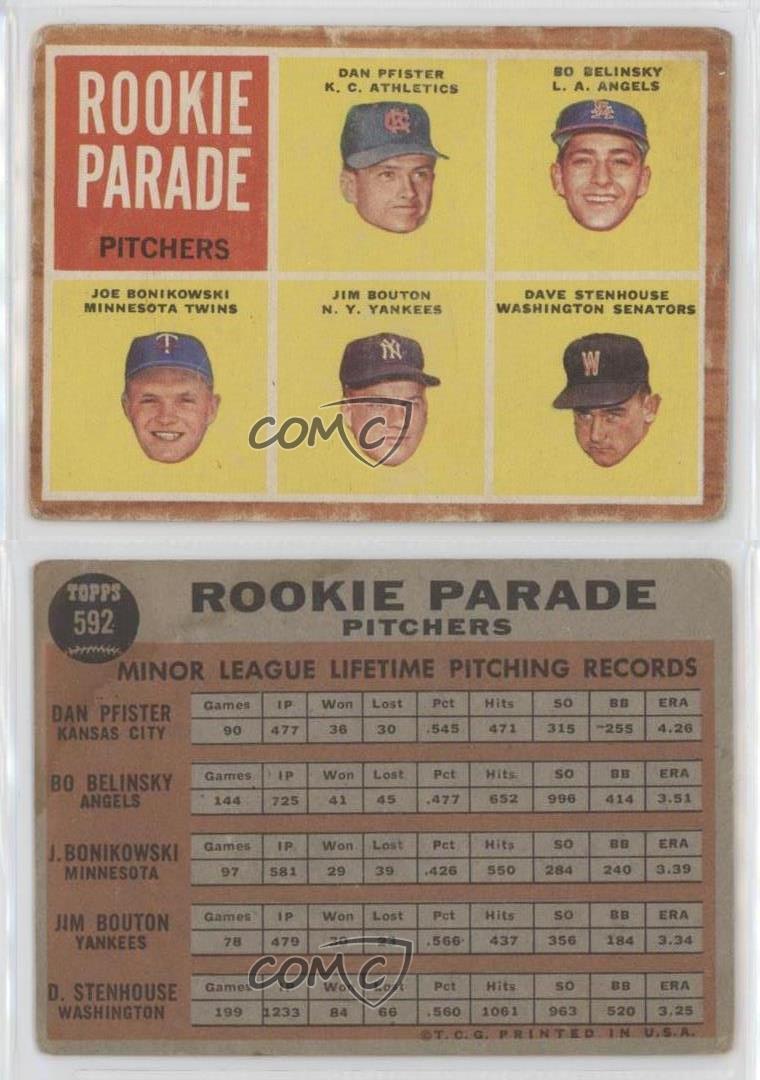 ROOKIE
PARADE
PITCHERS
DAN PFISTER
K. C. ATHLETICS
KC
BO BELINSKY
L. A. ANGELS
LA
JOE BONIKOWSKI
MINNESOTA TWINS
T
JIM BOUTON
N. Y. YANKEES
NY
DAVE STENHOUSE
WASHINGTON SENATORS
W
COMC
TOPPS
592
ROOKIE PARADE
PITCHERS
MINOR LEAGUE LIFETIME PITCHING RECORDS
DAN PFISTER
KANSAS CITY
Games IP Won Lost Pct Hits SO BB ERA
90 477 36 30 .545 471 315 255 4.26
BO BELINSKY
ANGELS
Games IP Won Lost Pct Hits SO BB ERA
144 725 41 45 .477 652 996 414 3.51
J. BONIKOWSKI
MINNESOTA
Games IP Won Lost Pct Hits SO BB ERA
97 581 29 39 .426 550 284 240 3.39
JIM BOUTON
YANKEES
Games IP Won Lost Pct Hits SO BB ERA
78 479 .566 437 356 184 3.34
D. STENHOUSE
WASHINGTON
Games IP Won Lost Pct Hits SO BB ERA
199 1233 84 66 .560 1061 963 520 3.25
COMC
©T.C.G. PRINTED IN U.S.A.